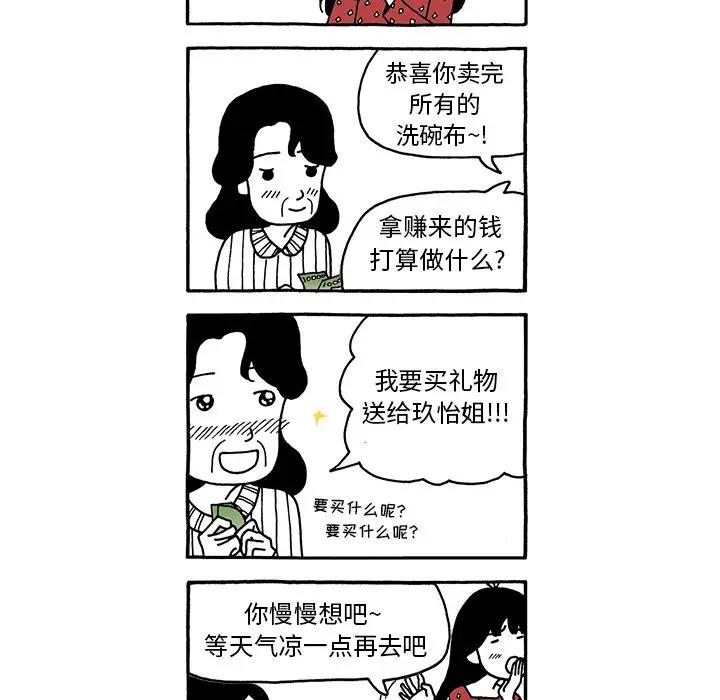 恭喜你卖完
所有的
洗碗布~!
拿赚来的钱
打算做什么?
10000
我要买礼物
送给玖怡姐!!!
要买什么呢?
要买什么呢?
你慢慢想吧~
等天气凉一点再去吧